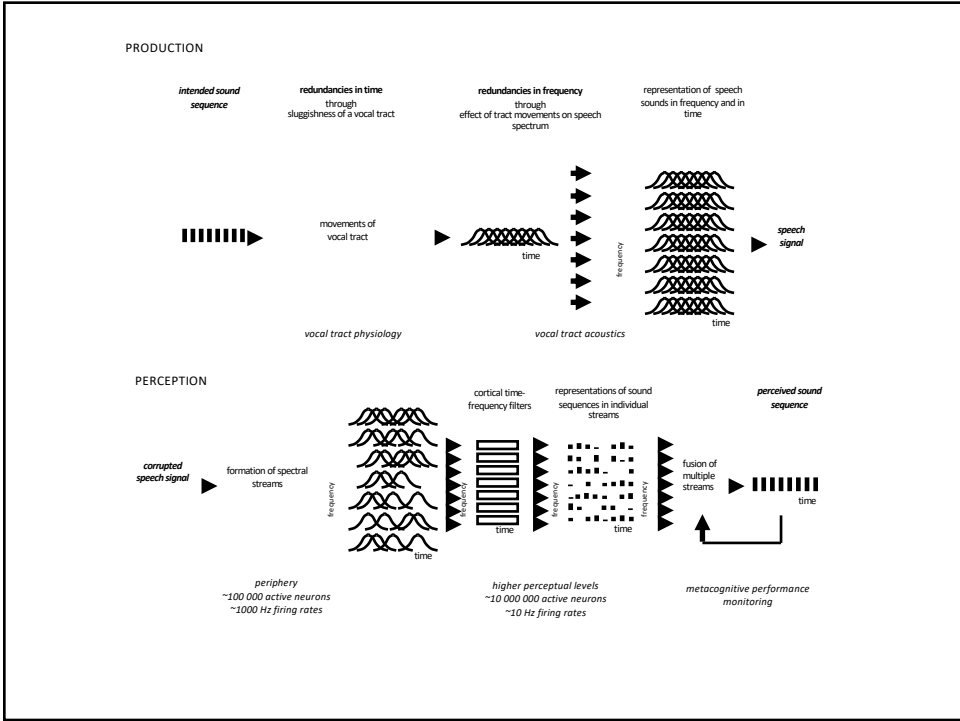 PRODUCTION
intended sound
sequence
redundancies in time
through
sluggishness of a vocal tract
redundancies in frequency
through
effect of tract movements on speech
spectrum
representation of speech
sounds in frequency and in
time
movements of
vocal tract
time
frequency
time
speech
signal
vocal tract physiology
vocal tract acoustics
PERCEPTION
corrupted
speech signal
formation of spectral
streams
frequency
time
cortical time-
frequency filters
frequency
time
representations of sound
sequences in individual
streams
frequency
time
frequency
fusion of
multiple
streams
perceived sound
sequence
time
periphery
~100 000 active neurons
~1000 Hz firing rates
higher perceptual levels
~10 000 000 active neurons
~10 Hz firing rates
metacognitive performance
monitoring